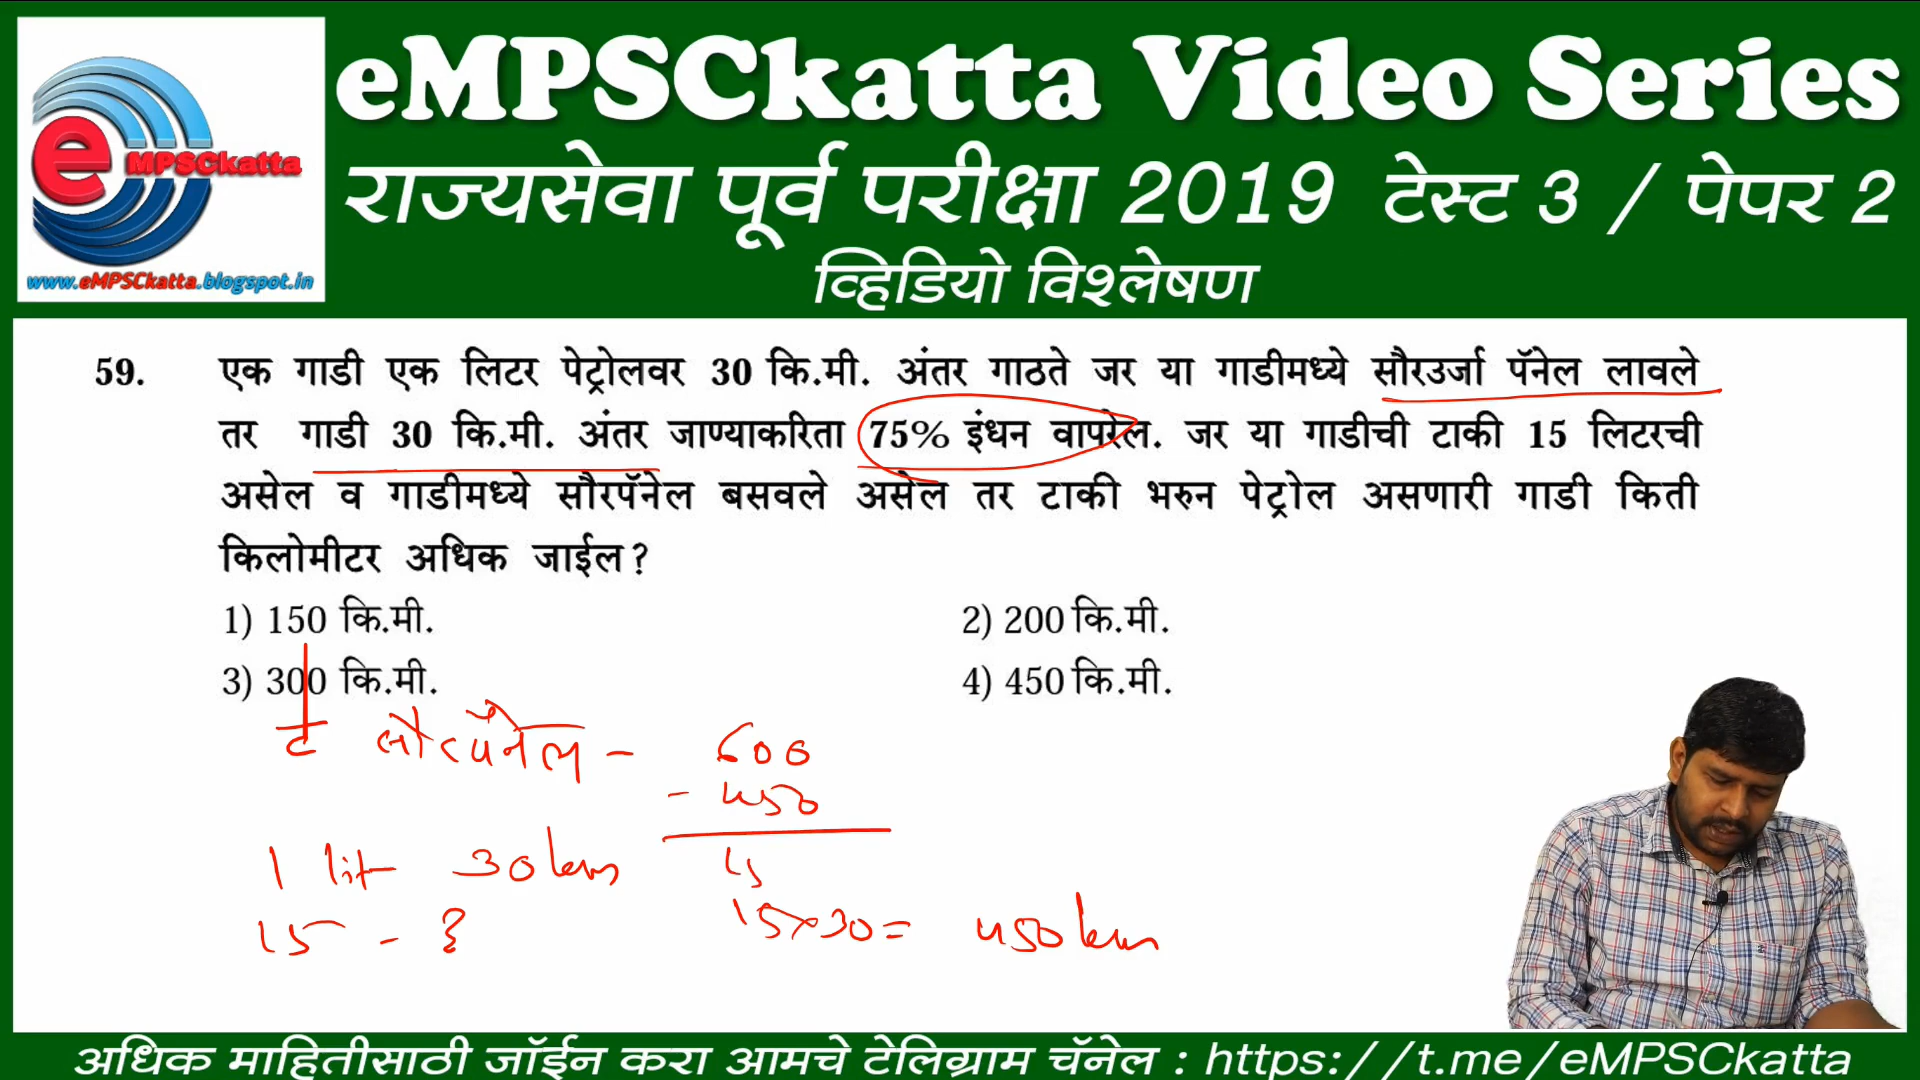 eMPSCkatta Video Series
e MPSCkatta
राज्यसेवा पूर्व परीक्षा 2019 टेस्ट 3 / पेपर 2
व्हिडियो विश्लेषण
www.eMPSCkatta.blogspot.in
59. एक गाडी एक लिटर पेट्रोलवर 30 कि.मी. अंतर गाठते जर या गाडीमध्ये सौरउर्जा पॅनेल लावले
तर गाडी 30 कि.मी. अंतर जाण्याकरिता 75% इंधन वापरेल. जर या गाडीची टाकी 15 लिटरची
असेल व गाडीमध्ये सौरपॅनेल बसवले असेल तर टाकी भरुन पेट्रोल असणारी गाडी किती
किलोमीटर अधिक जाईल?
1) 150 कि.मी. 2) 200 कि.मी.
3) 300 कि.मी. 4) 450 कि.मी.
सौरपॅनेल - 600
- 450
1 lit 30 km 15
15 - ? 15×30= 450 km
अधिक माहितीसाठी जॉईन करा आमचे टेलिग्राम चॅनेल : https://t.me/eMPSCkatta